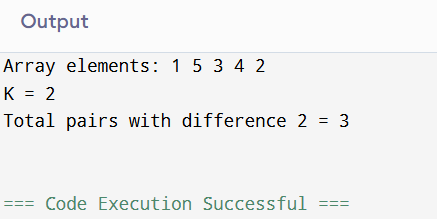 Output
Array elements: 1 5 3 4 2
K = 2
Total pairs with difference 2 = 3
=== Code Execution Successful ===